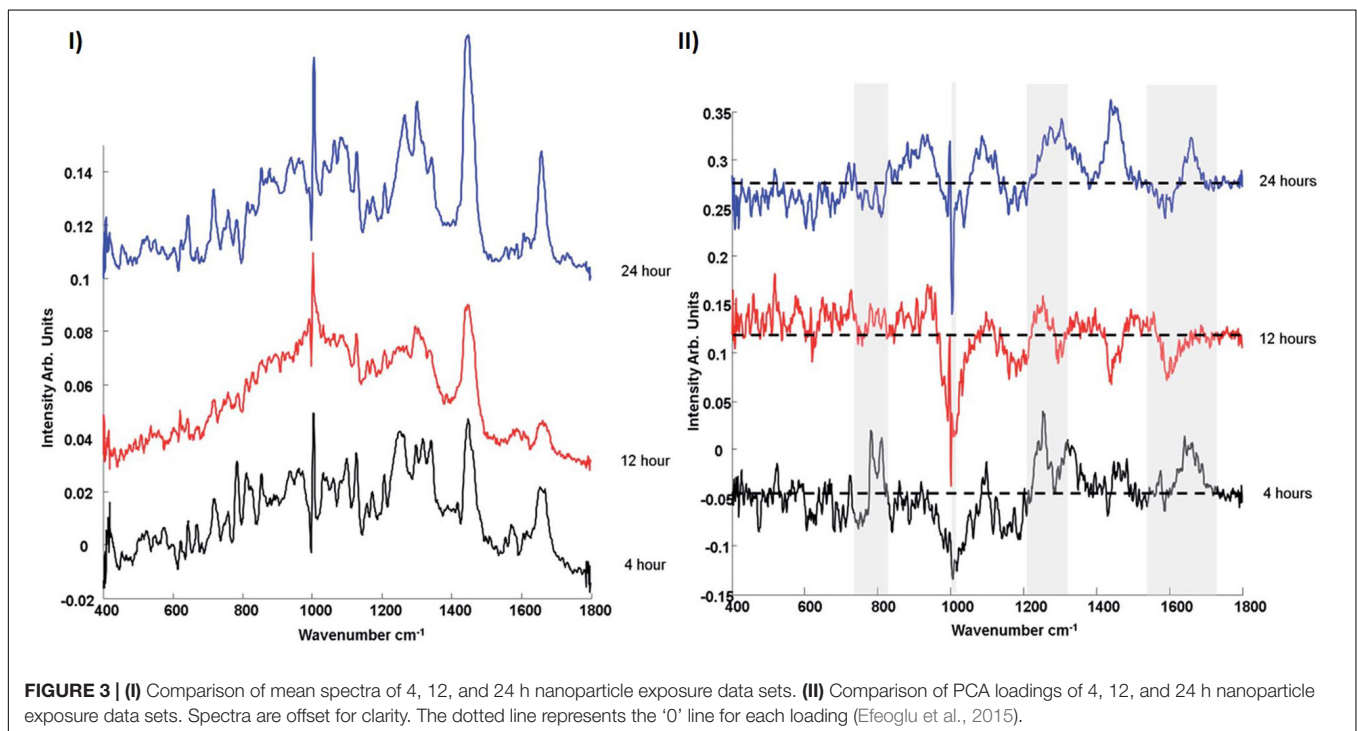 I)
0.14
0.12
0.1
0.08
0.06
0.04
0.02
0
-0.02
Intensity Arb. Units
24 hour
12 hour
4 hour
400 600 800 1000 1200 1400 1600 1800
Wavenumber cm-1
II)
0.35
0.3
0.25
0.2
0.15
0.1
0.05
0
-0.05
-0.1
-0.15
Intensity Arb. Units
24 hours
12 hours
4 hours
400 600 800 1000 1200 1400 1600 1800
Wavenumber cm-1
FIGURE 3 | (I) Comparison of mean spectra of 4, 12, and 24 h nanoparticle exposure data sets. (II) Comparison of PCA loadings of 4, 12, and 24 h nanoparticle
exposure data sets. Spectra are offset for clarity. The dotted line represents the ‘0’ line for each loading (Efeoglu et al., 2015).